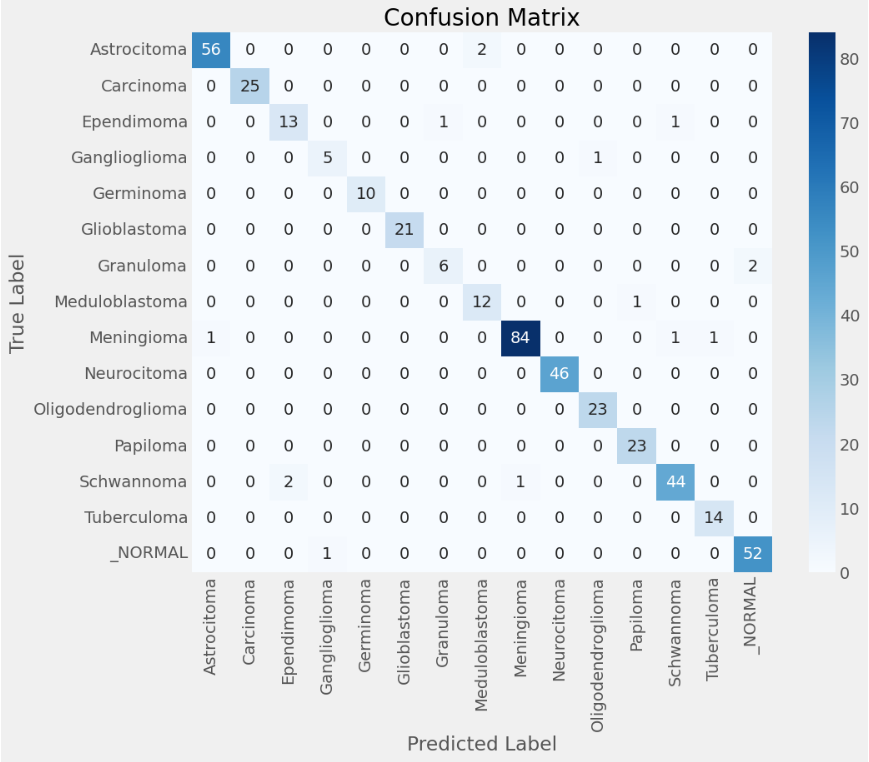 Confusion Matrix
Astrocitoma 56 0 0 0 0 0 0 2 0 0 0 0 0 0 0
Carcinoma 0 25 0 0 0 0 0 0 0 0 0 0 0 0 0
Ependimoma 0 0 13 0 0 0 1 0 0 0 0 0 1 0 0
Ganglioglioma 0 0 0 5 0 0 0 0 0 0 1 0 0 0 0
Germinoma 0 0 0 0 10 0 0 0 0 0 0 0 0 0 0
Glioblastoma 0 0 0 0 0 21 0 0 0 0 0 0 0 0 0
Granuloma 0 0 0 0 0 0 6 0 0 0 0 0 0 0 2
Meduloblastoma 0 0 0 0 0 0 0 12 0 0 0 1 0 0 0
Meningioma 1 0 0 0 0 0 0 0 84 0 0 0 1 1 0
Neurocitoma 0 0 0 0 0 0 0 0 0 46 0 0 0 0 0
Oligodendroglioma 0 0 0 0 0 0 0 0 0 0 23 0 0 0 0
Papiloma 0 0 0 0 0 0 0 0 0 0 0 23 0 0 0
Schwannoma 0 0 2 0 0 0 0 0 1 0 0 0 44 0 0
Tuberculoma 0 0 0 0 0 0 0 0 0 0 0 0 0 14 0
_NORMAL 0 0 0 1 0 0 0 0 0 0 0 0 0 0 52
True Label
Astrocitoma
Carcinoma
Ependimoma
Ganglioglioma
Germinoma
Glioblastoma
Granuloma
Meduloblastoma
Meningioma
Neurocitoma
Oligodendroglioma
Papiloma
Schwannoma
Tuberculoma
_NORMAL
Predicted Label
80
70
60
50
40
30
20
10
0